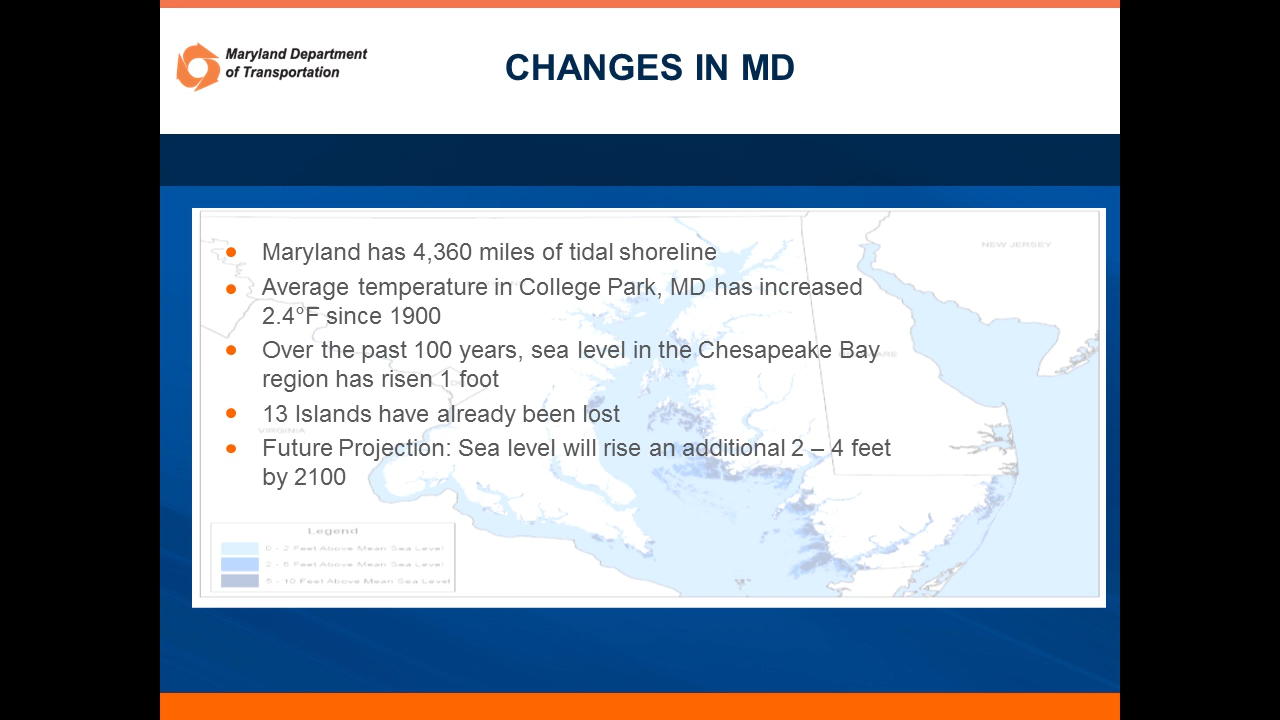 Maryland Department
of Transportation
CHANGES IN MD
NEW JERSEY
Maryland has 4,360 miles of tidal shoreline
Average temperature in College Park, MD has increased
2.4°F since 1900
Over the past 100 years, sea level in the Chesapeake Bay
region has risen 1 foot
13 Islands have already been lost
VIRGINIA
Future Projection: Sea level will rise an additional 2 – 4 feet
by 2100
Legend
0 - 2 Feet Above Mean Sea Level
2 - 5 Feet Above Mean Sea Level
5 - 10 Feet Above Mean Sea Level